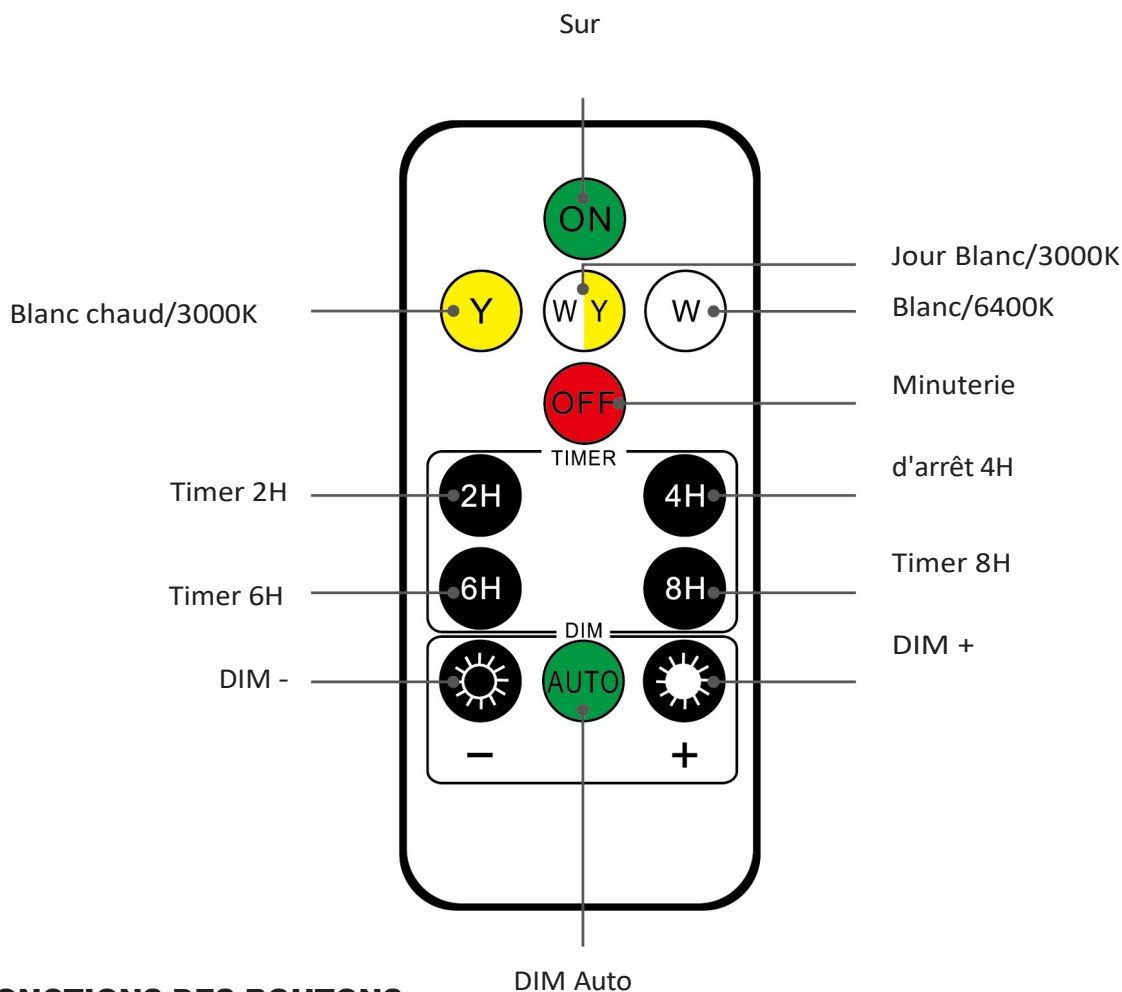 Sur
ON
Jour Blanc/3000K
Blanc chaud/3000K
Y
W Y
W
Blanc/6400K
OFF
Minuterie
TIMER
d'arrêt 4H
Timer 2H
2H
4H
Timer 8H
Timer 6H
6H
8H
DIM
DIM +
DIM -
AUTO
− +
DIM Auto